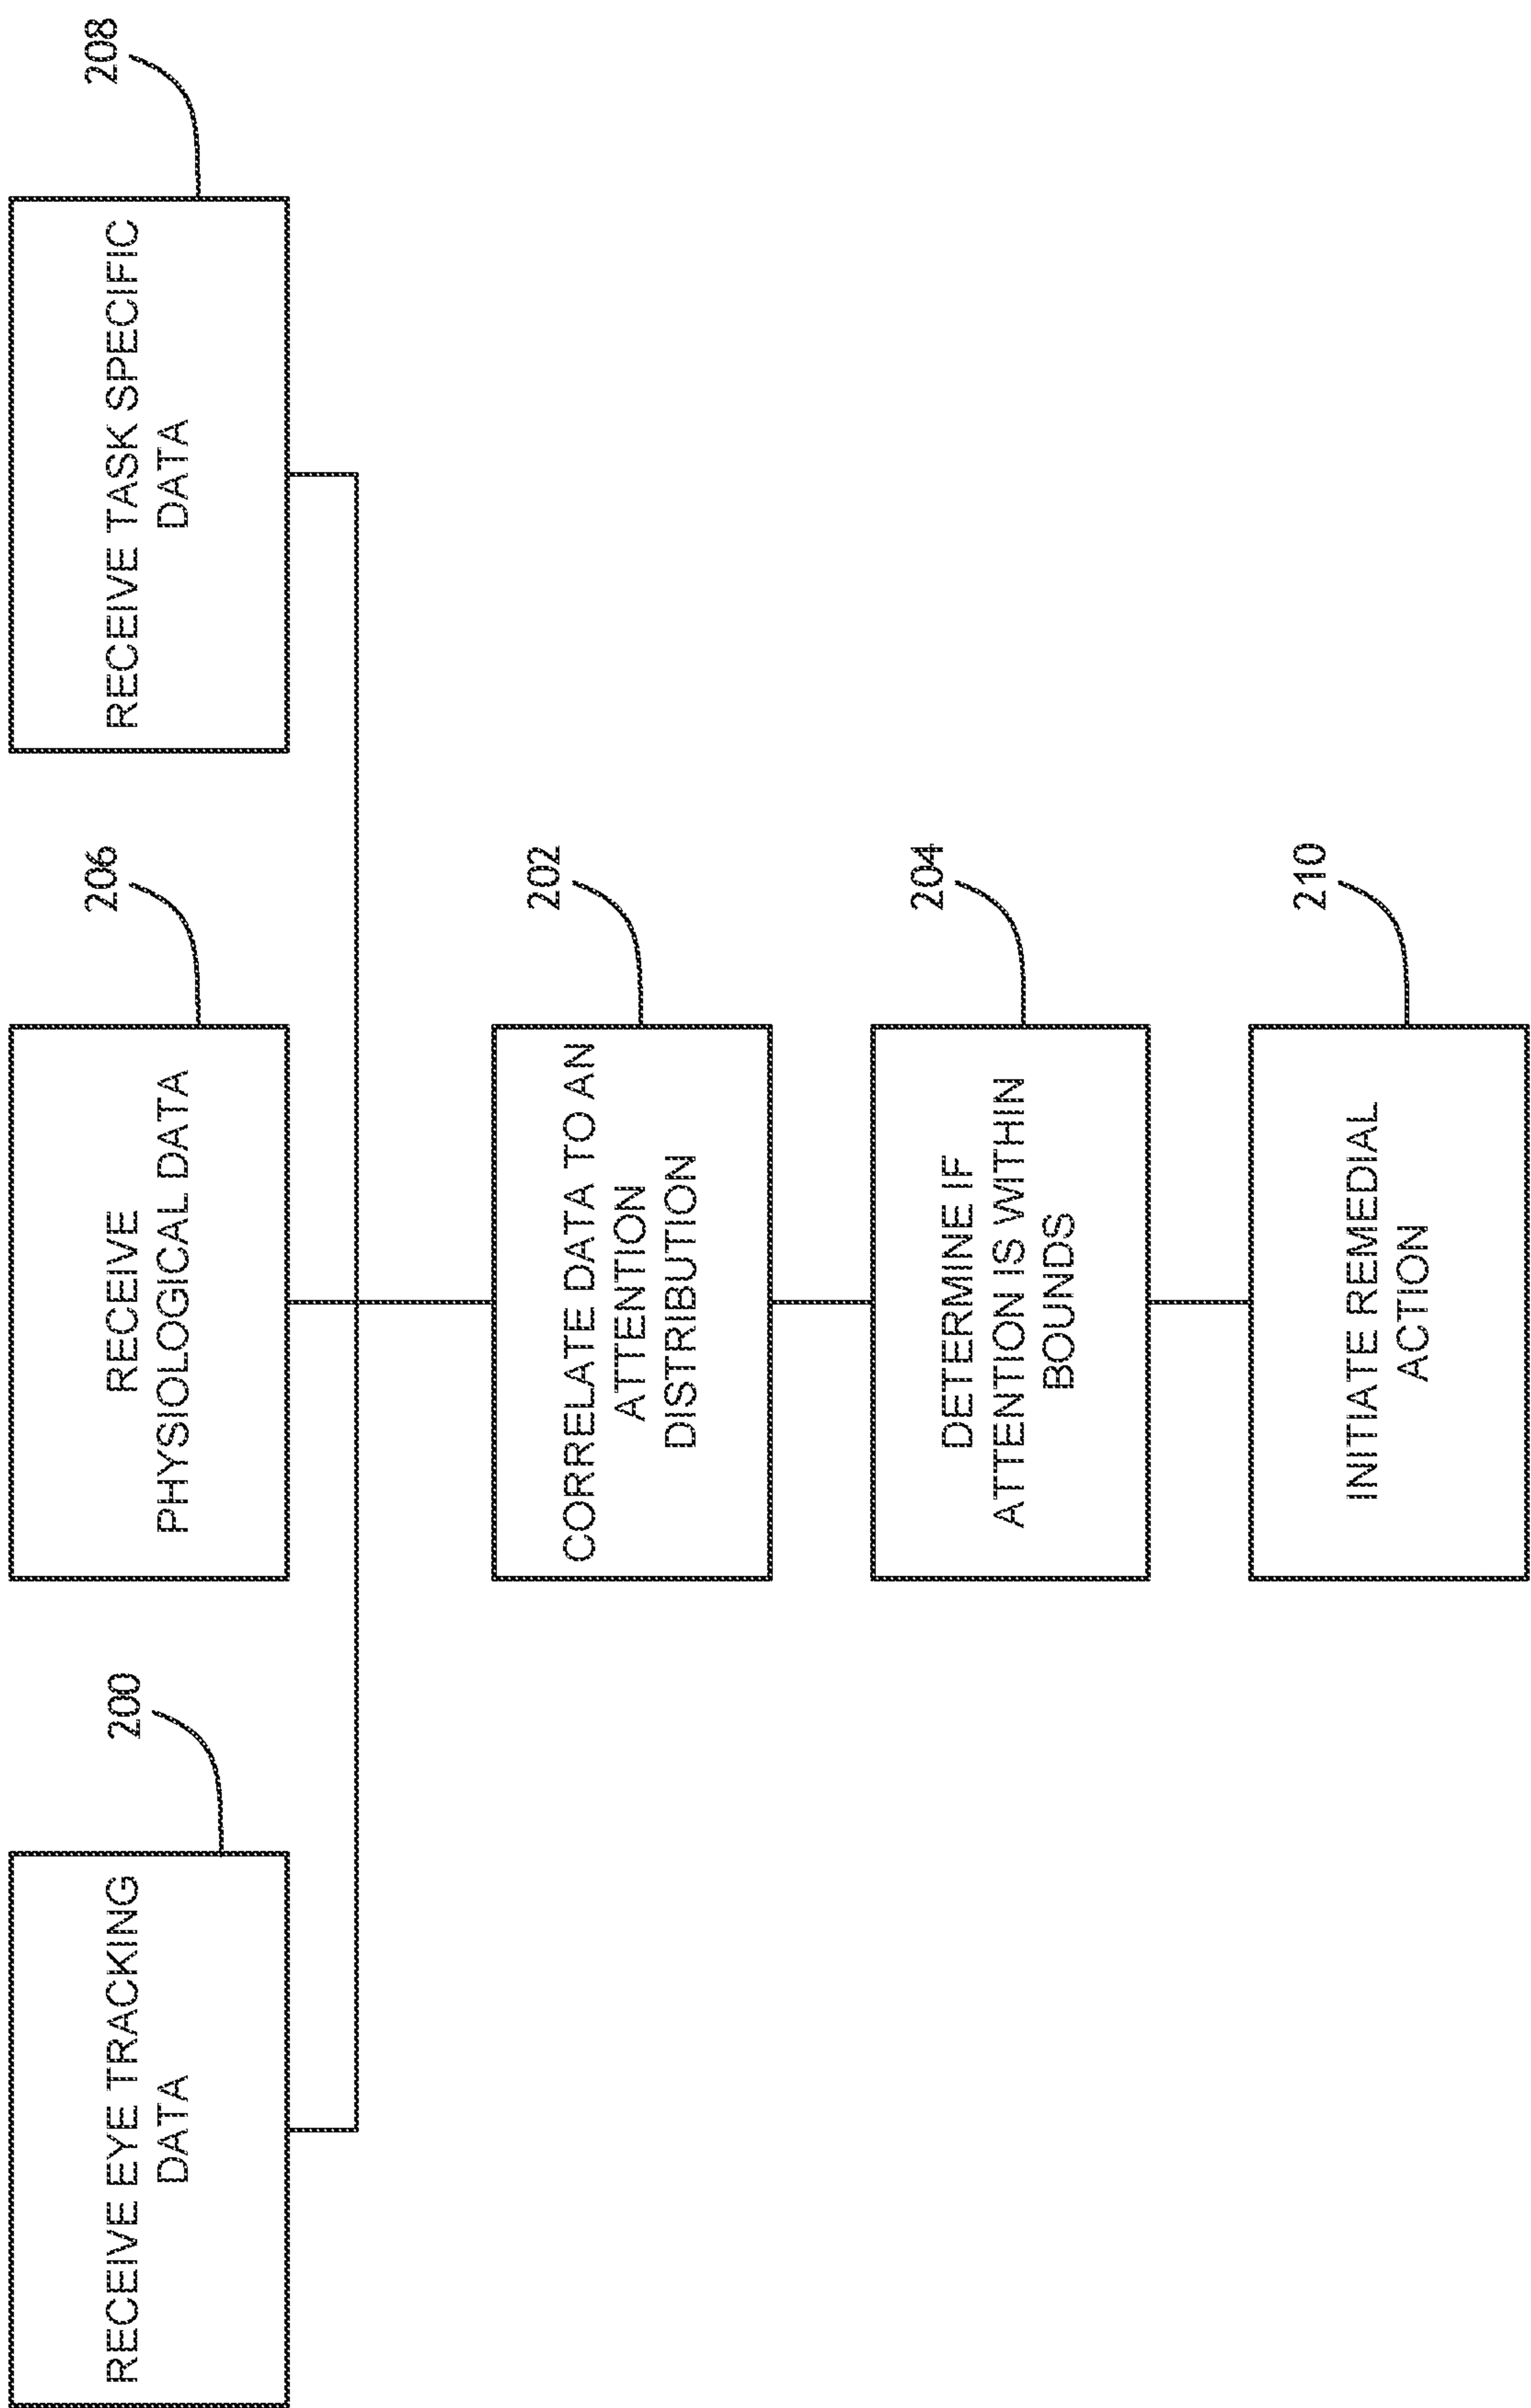 200
RECEIVE EYE TRACKING
DATA
206
RECEIVE
PHYSIOLOGICAL DATA
208
RECEIVE TASK SPECIFIC
DATA
202
CORRELATE DATA TO AN
ATTENTION
DISTRIBUTION
204
DETERMINE IF
ATTENTION IS WITHIN
BOUNDS
210
INITIATE REMEDIAL
ACTION